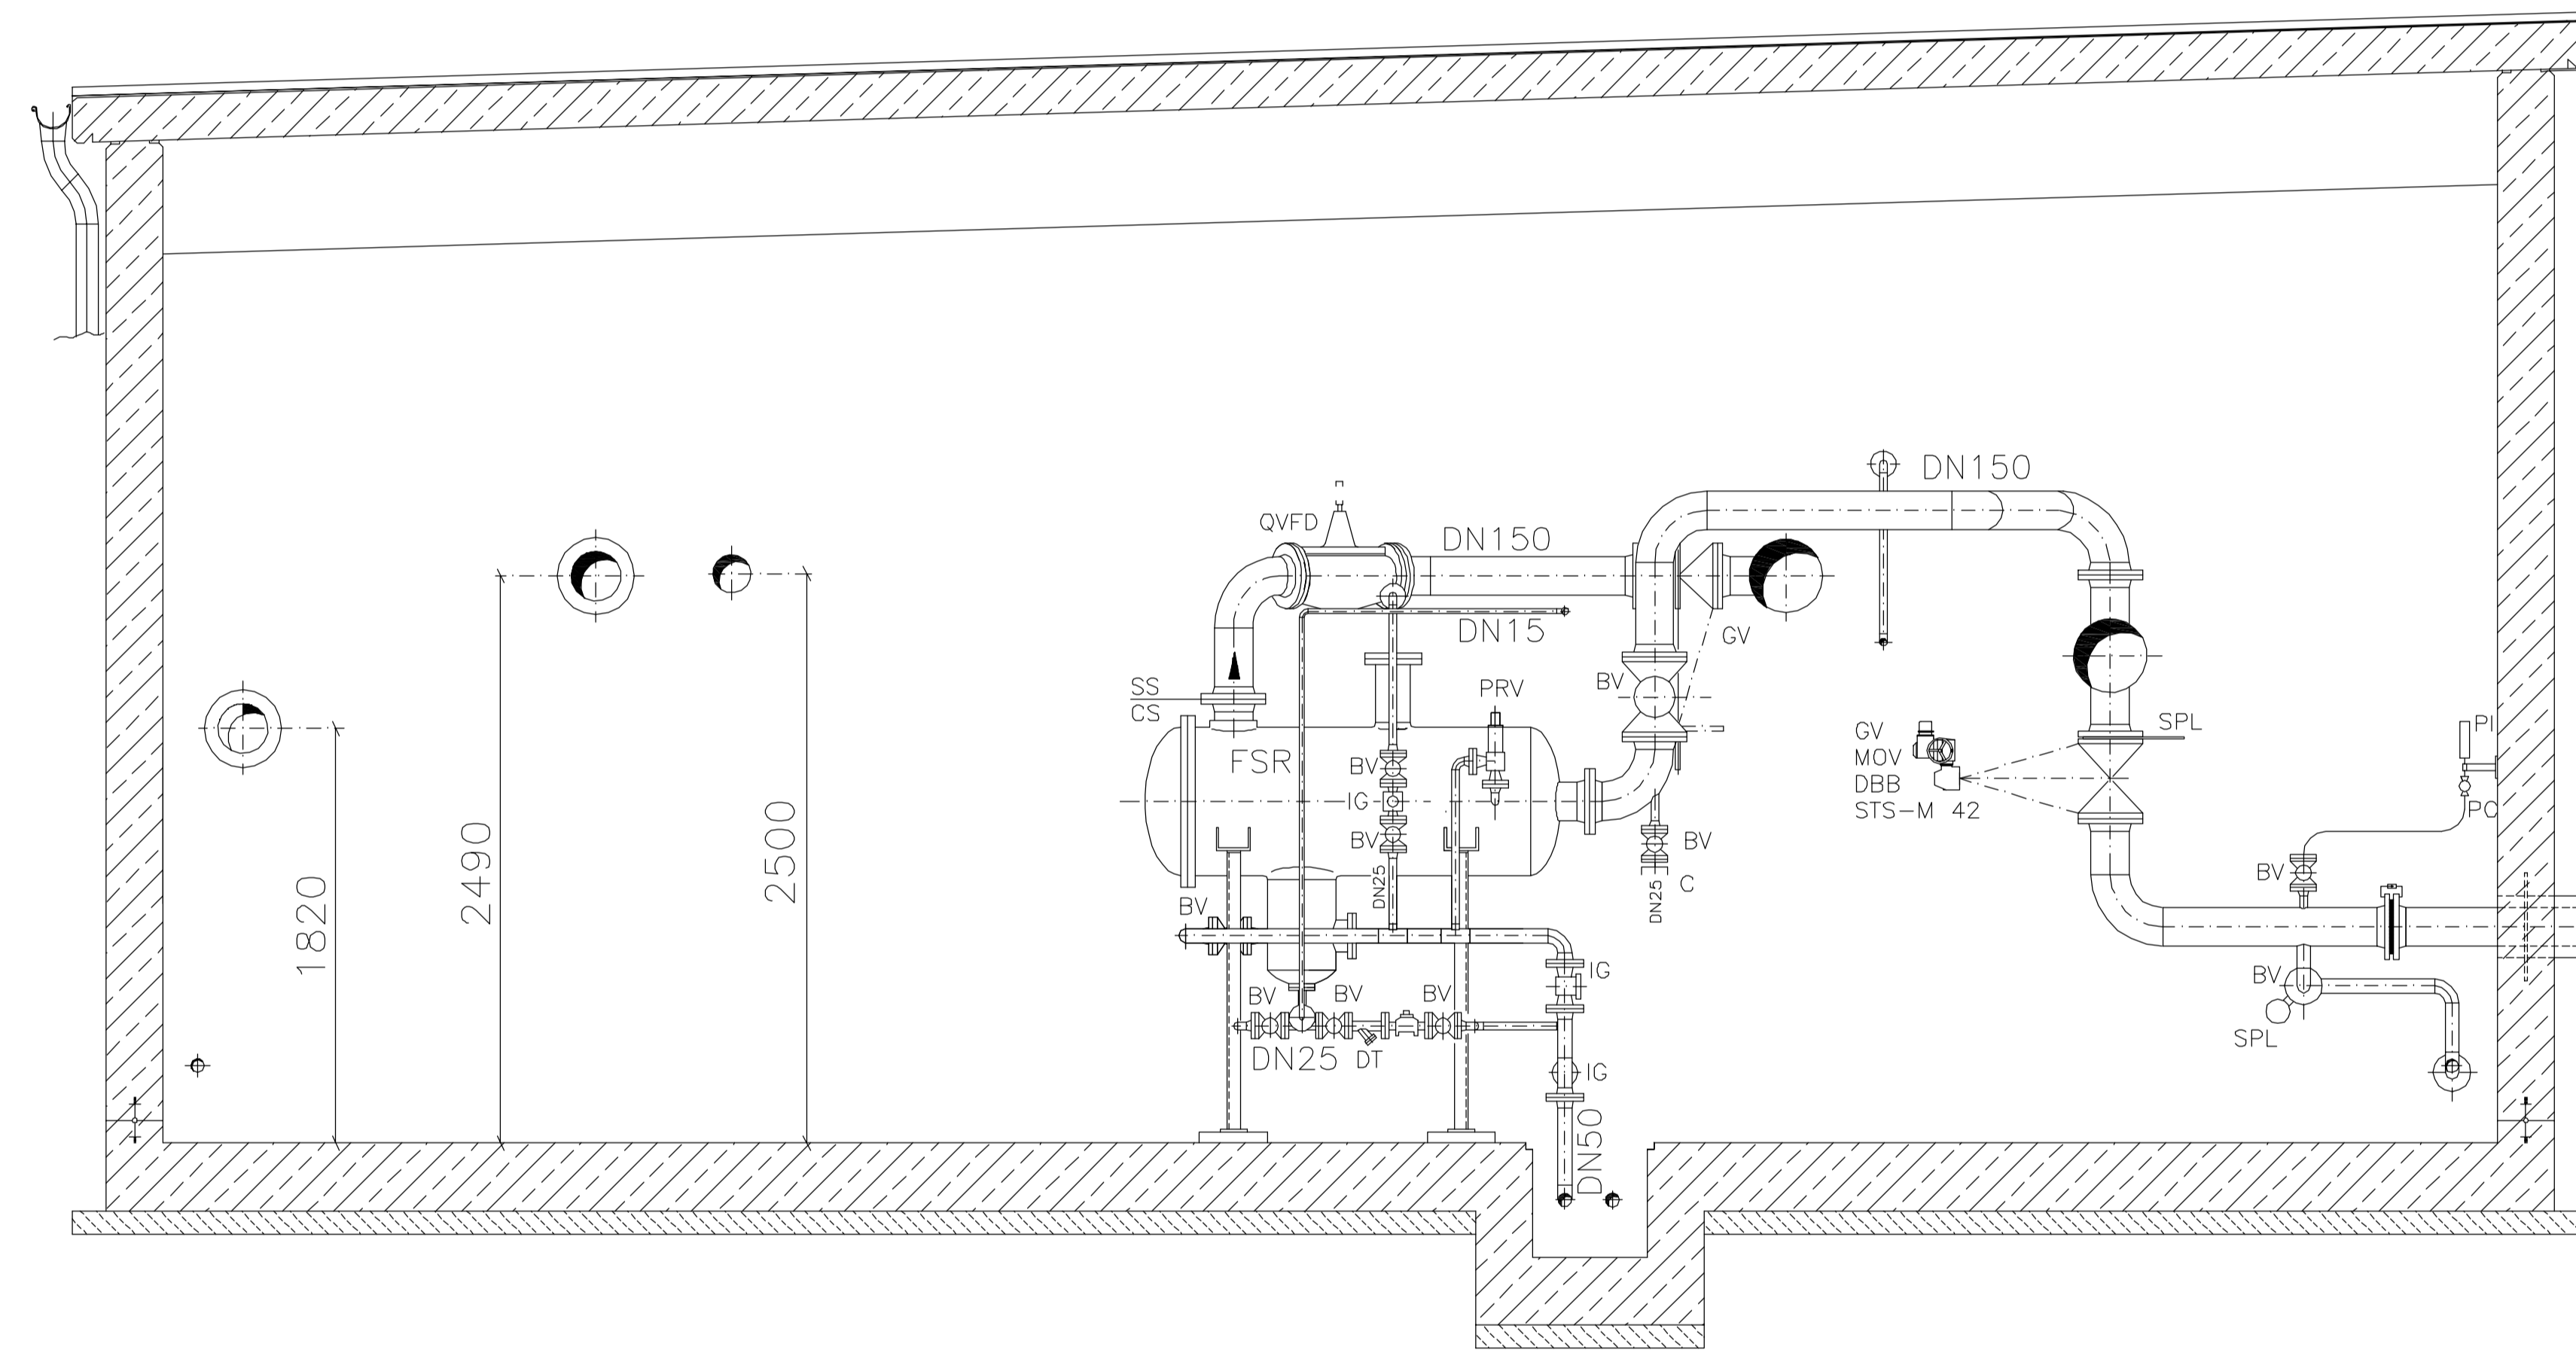 DN150
QVFD
DN150
DN15
GV
SS
CS
PRV
BV
GV
MOV
DBB
STS-M 42
SPL
PI
PC
FSR
BV
IG
BV
DN25
BV
C
DN25
BV
1820
2490
2500
BV
BV
SPL
IG
BV
BV
BV
DN25
DT
IG
DN50